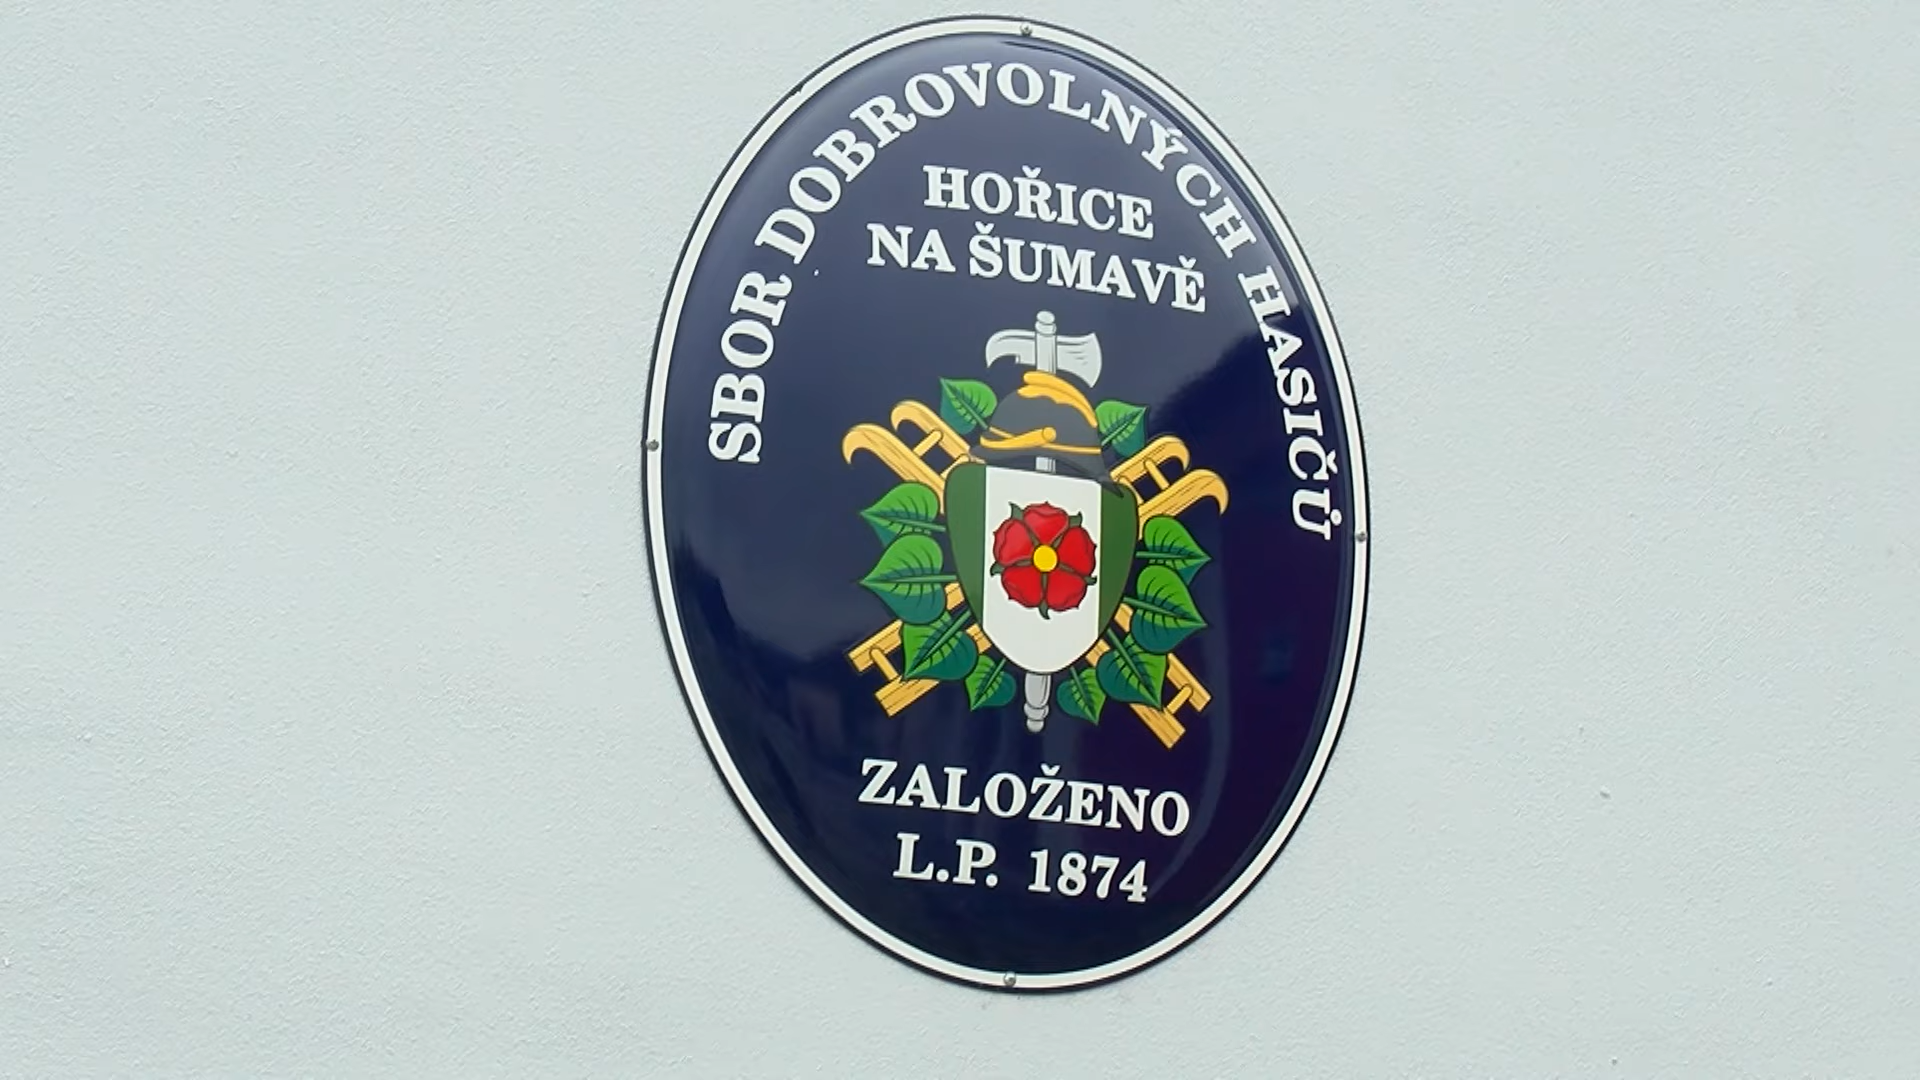 SBOR DOBROVOLNÝCH HASIČŮ
HOŘICE
NA ŠUMAVĚ
ZALOŽENO
L.P. 1874